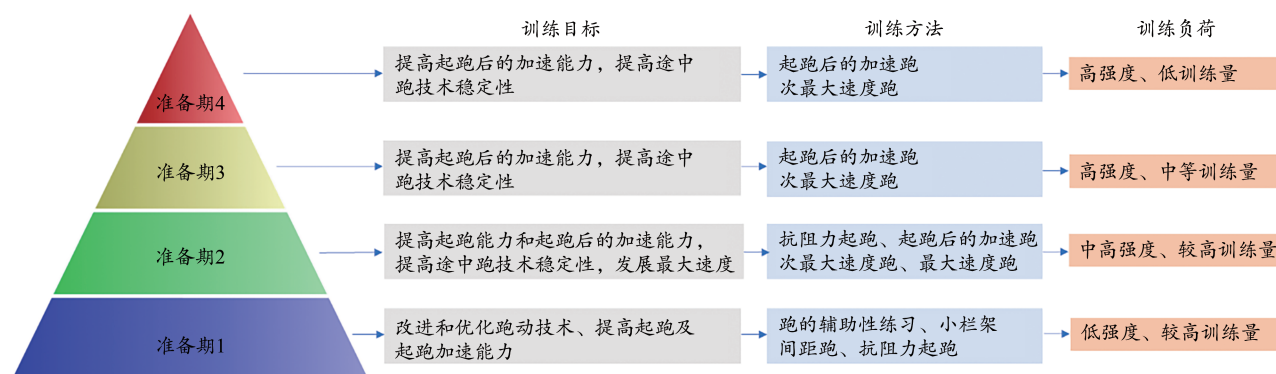 训练目标
训练方法
训练负荷
准备期4
提高起跑后的加速能力，提高途中
跑技术稳定性
起跑后的加速跑
次最大速度跑
高强度、低训练量
准备期3
提高起跑后的加速能力，提高途中
跑技术稳定性
起跑后的加速跑
次最大速度跑
高强度、中等训练量
准备期2
提高起跑能力和起跑后的加速能力，
提高途中跑技术稳定性，发展最大速度
抗阻力起跑、起跑后的加速跑
次最大速度跑、最大速度跑
中高强度、较高训练量
准备期1
改进和优化跑动技术、提高起跑及
起跑加速能力
跑的辅助性练习、小栏架
间距跑、抗阻力起跑
低强度、较高训练量